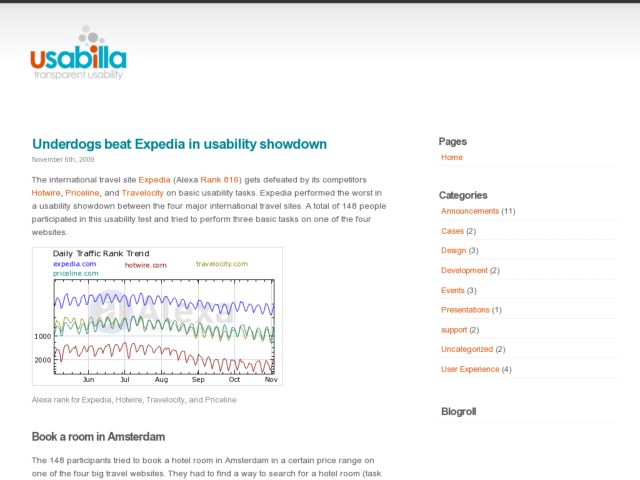 usabilla
transparent usability
Underdogs beat Expedia in usability showdown
November 6th, 2009
The international travel site Expedia (Alexa Rank 816) gets defeated by its competitors
Hotwire, Priceline, and Travelocity on basic usability tasks. Expedia performed the worst in
a usability showdown between the four major international travel sites. A total of 148 people
participated in this usability test and tried to perform three basic tasks on one of the four
websites.
Daily Traffic Rank Trend
expedia.com hotwire.com travelocity.com
priceline.com
Alexa
1000
2000
Jun Jul Aug Sep Oct Nov
Alexa rank for Expedia, Hotwire, Travelocity, and Priceline
Book a room in Amsterdam
The 148 participants tried to book a hotel room in Amsterdam in a certain price range on
one of the four big travel websites. They had to find a way to search for a hotel room (task
Pages
Home
Categories
Announcements (11)
Cases (2)
Design (3)
Development (2)
Events (3)
Presentations (1)
support (2)
Uncategorized (2)
User Experience (4)
Blogroll